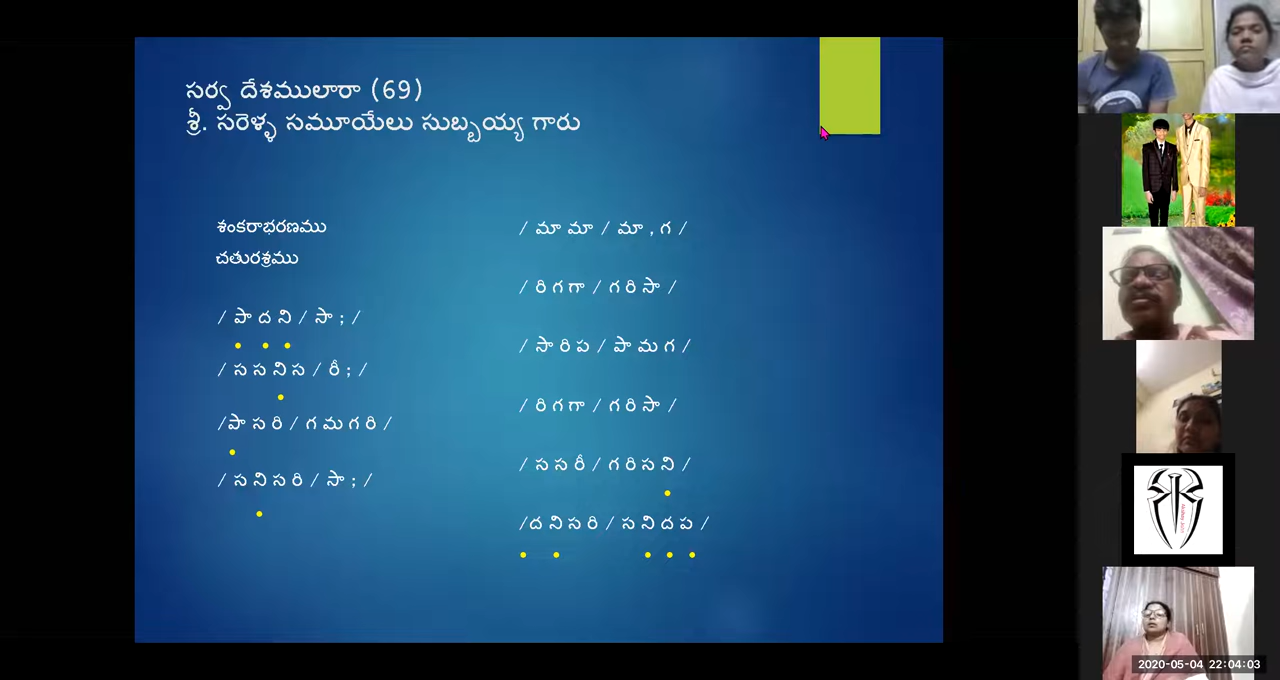 సర్వ దేశములారా (69)
శ్రీ. సరెళ్ళ సమూయేలు సుబ్బయ్య గారు
శంకరాభరణము
చతురశ్రము
/ పా ద ని / సా ; /
/ స స ని స / రీ ; /
/పా స రి / గ మ గ రి /
/ స ని స రి / సా ; /
/ మా మా / మా , గ /
/ రి గ గా / గ రి సా /
/ సా రి ప / పా మ గ /
/ రి గ గా / గ రి సా /
/ స స రీ / గ రి స ని /
/ద ని స రి / స ని ద ప /
2020-05-04 22:04:03